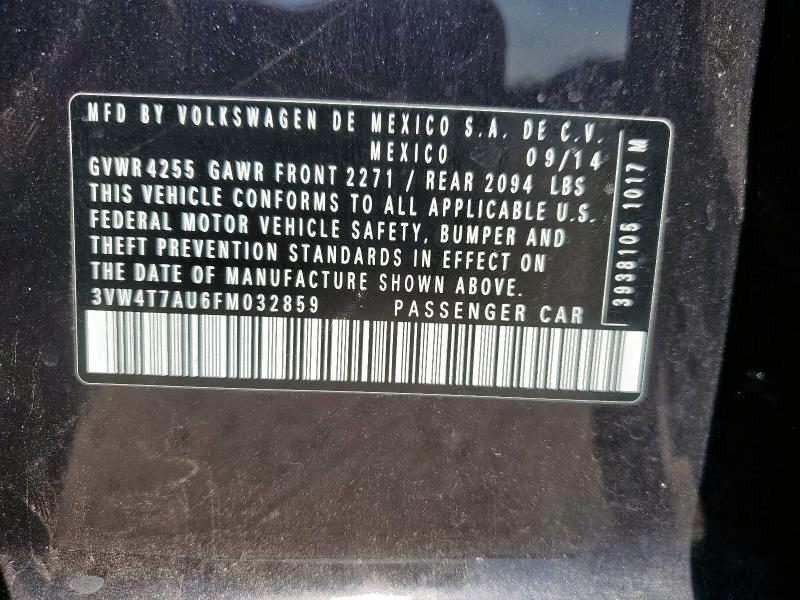 MFD BY VOLKSWAGEN DE MEXICO S.A. DE C.V.
MEXICO 09/14
GVWR 4255 GAWR FRONT 2271 / REAR 2094 LBS
THIS VEHICLE CONFORMS TO ALL APPLICABLE U.S.
FEDERAL MOTOR VEHICLE SAFETY, BUMPER AND
THEFT PREVENTION STANDARDS IN EFFECT ON
THE DATE OF MANUFACTURE SHOWN ABOVE.
3VW4T7AU6FM032859 PASSENGER CAR
3938105 1017 M